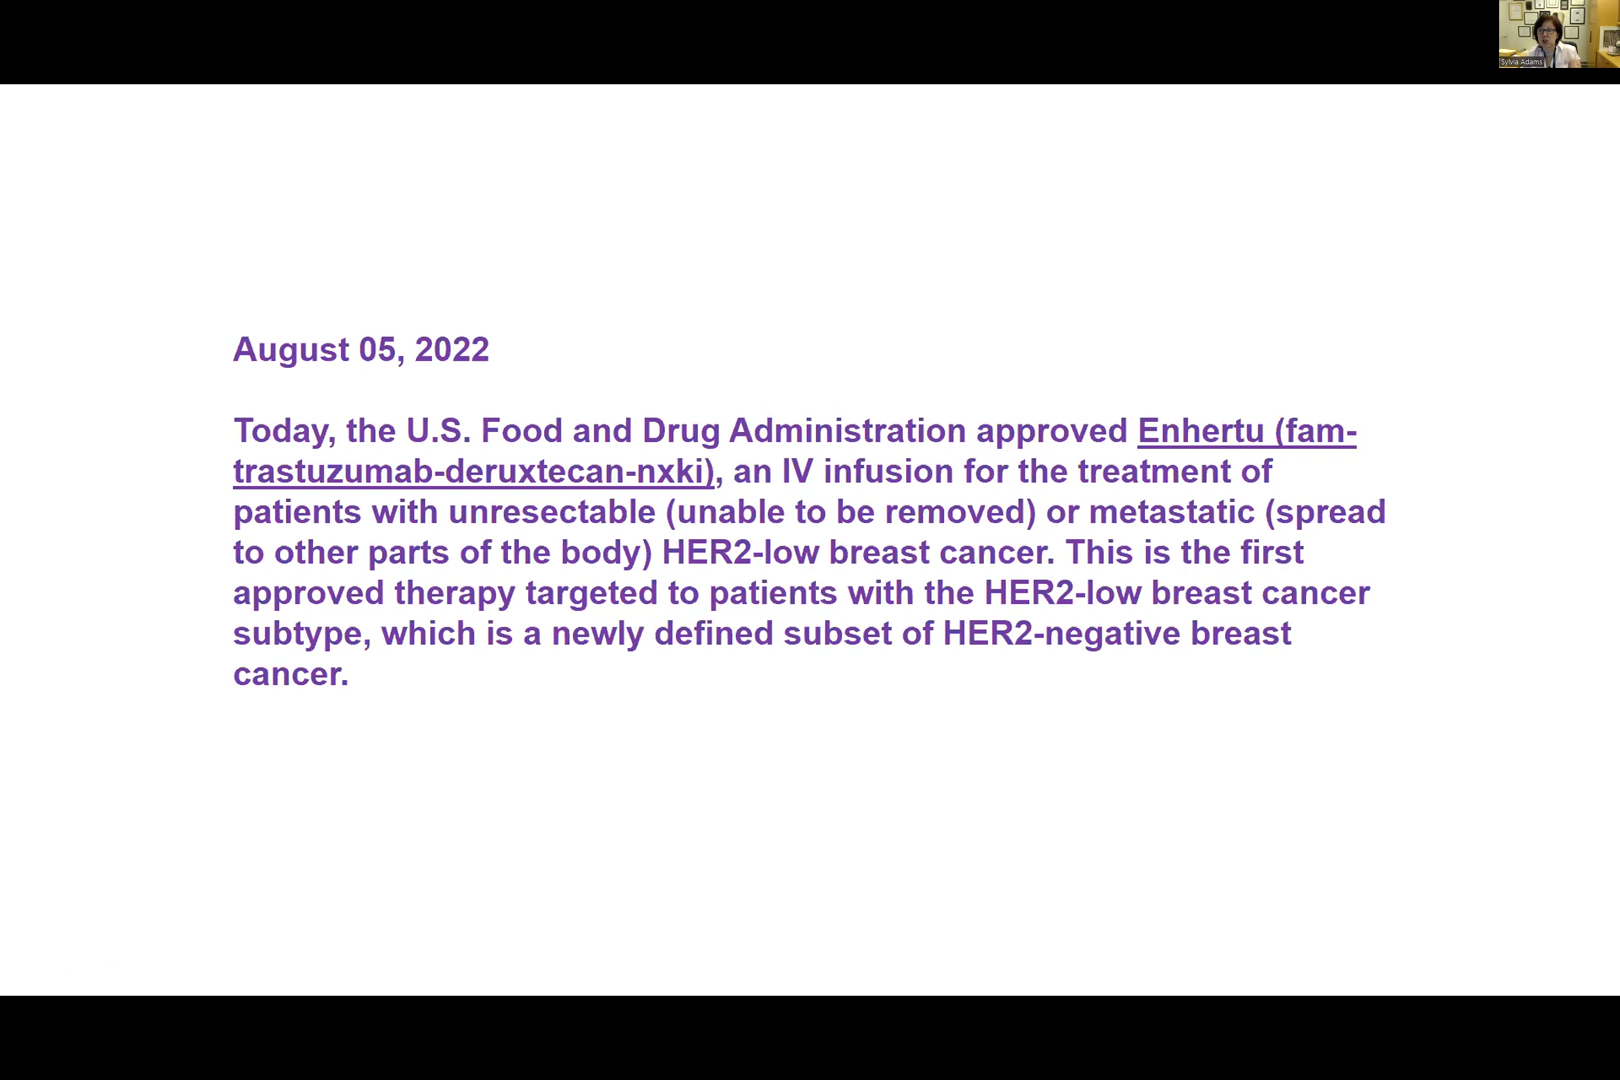 Sylvia Adams
August 05, 2022
Today, the U.S. Food and Drug Administration approved Enhertu (fam-
trastuzumab-deruxtecan-nxki), an IV infusion for the treatment of
patients with unresectable (unable to be removed) or metastatic (spread
to other parts of the body) HER2-low breast cancer. This is the first
approved therapy targeted to patients with the HER2-low breast cancer
subtype, which is a newly defined subset of HER2-negative breast
cancer.